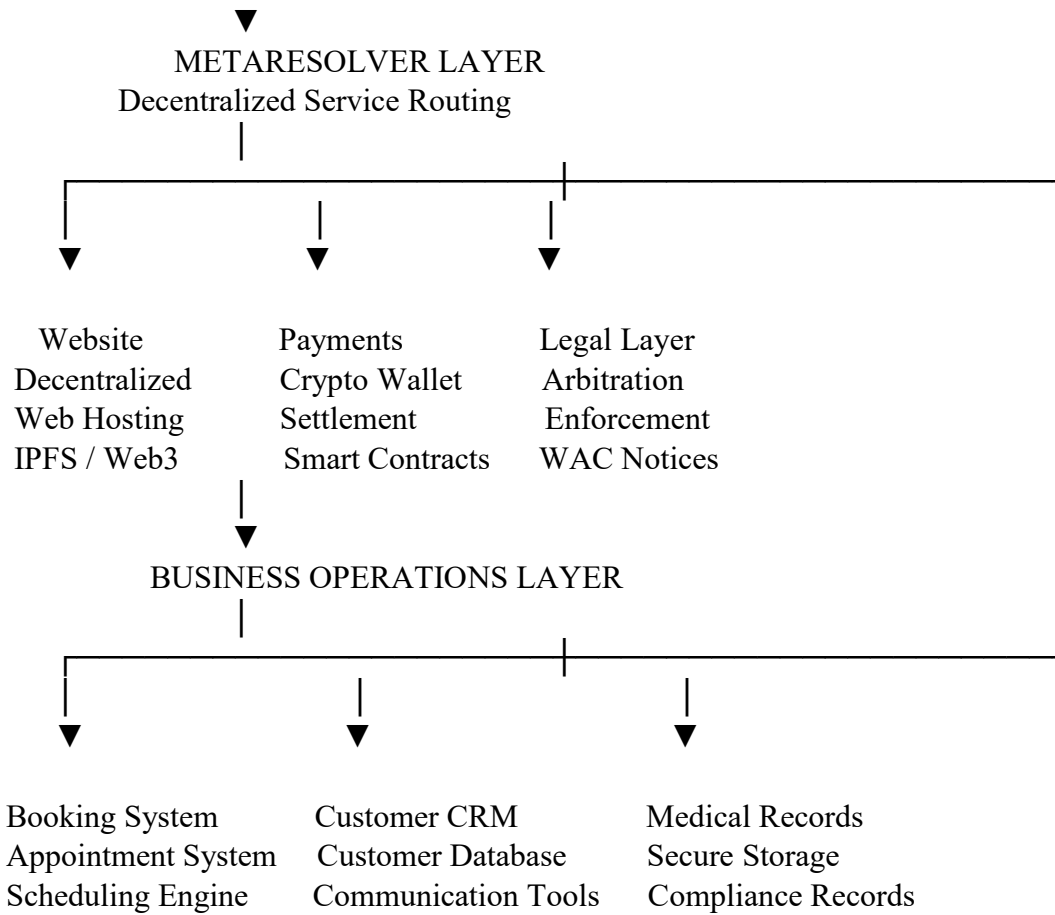 METARESOLVER LAYER
Decentralized Service Routing
Website Payments Legal Layer
Decentralized Crypto Wallet Arbitration
Web Hosting Settlement Enforcement
IPFS / Web3 Smart Contracts WAC Notices
BUSINESS OPERATIONS LAYER
Booking System Customer CRM Medical Records
Appointment System Customer Database Secure Storage
Scheduling Engine Communication Tools Compliance Records